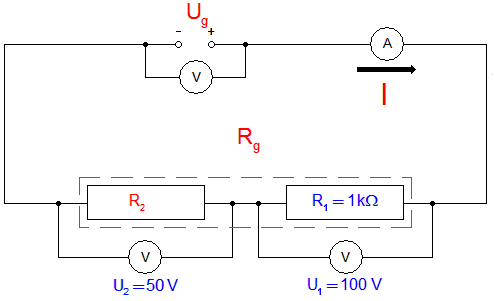 Ug
- +
V
A
I
Rg
R2
R1 = 1kΩ
V
V
U2 = 50 V
U1 = 100 V